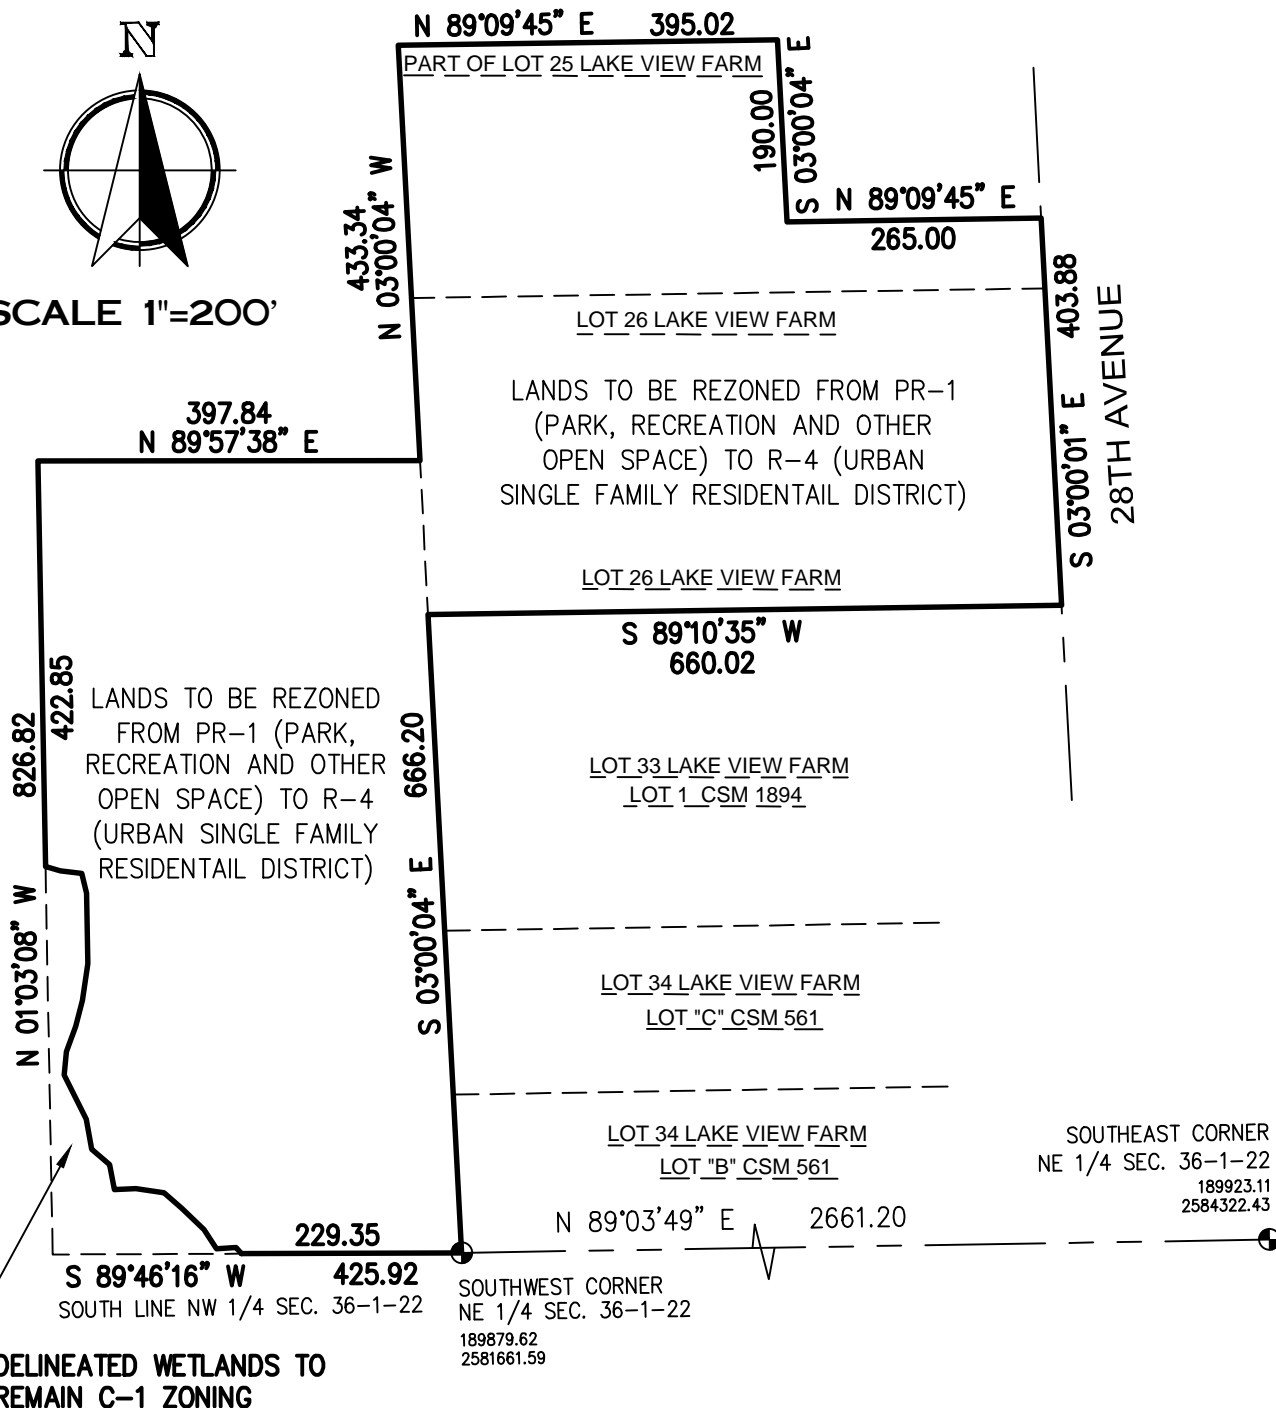 N
SCALE 1"=200'
N 89°09'45" E 395.02
PART OF LOT 25 LAKE VIEW FARM
190.00
S 03°00'04" E
N 89°09'45" E
265.00
433.34
N 03°00'04" W
LOT 26 LAKE VIEW FARM
S 03°00'01" E 403.88
28TH AVENUE
LANDS TO BE REZONED FROM PR-1
(PARK, RECREATION AND OTHER
OPEN SPACE) TO R-4 (URBAN
SINGLE FAMILY RESIDENTAIL DISTRICT)
397.84
N 89°57'38" E
LOT 26 LAKE VIEW FARM
S 89°10'35" W
660.02
826.82
422.85
N 01°03'08" W
LANDS TO BE REZONED
FROM PR-1 (PARK,
RECREATION AND OTHER
OPEN SPACE) TO R-4
(URBAN SINGLE FAMILY
RESIDENTAIL DISTRICT)
S 03°00'04" E 666.20
LOT 33 LAKE VIEW FARM
LOT 1 CSM 1894
LOT 34 LAKE VIEW FARM
LOT "C" CSM 561
LOT 34 LAKE VIEW FARM
LOT "B" CSM 561
SOUTHEAST CORNER
NE 1/4 SEC. 36-1-22
189923.11
2584322.43
N 89°03'49" E 2661.20
229.35
S 89°46'16" W 425.92
SOUTH LINE NW 1/4 SEC. 36-1-22
SOUTHWEST CORNER
NE 1/4 SEC. 36-1-22
189879.62
2581661.59
DELINEATED WETLANDS TO
REMAIN C-1 ZONING